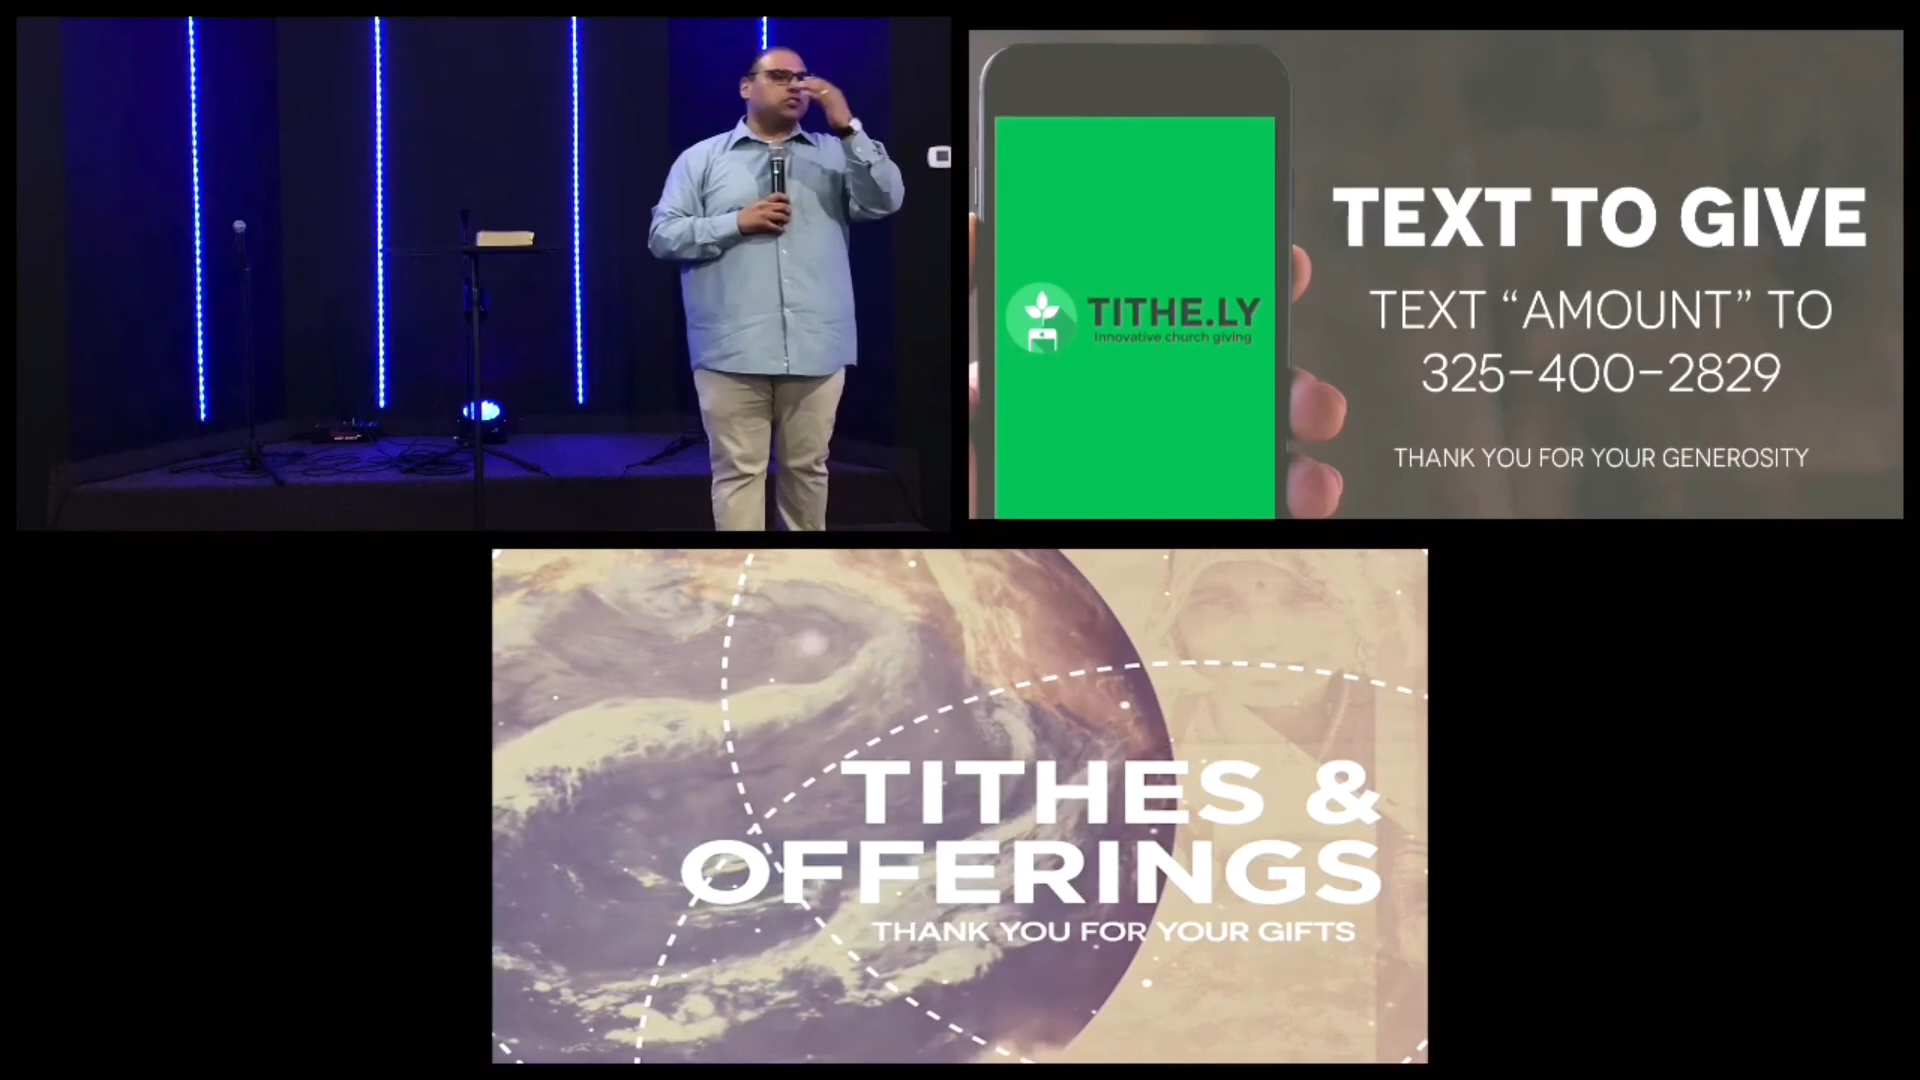 TITHE.LY
Innovative church giving
TEXT TO GIVE
TEXT “AMOUNT” TO
325-400-2829
THANK YOU FOR YOUR GENEROSITY
TITHES &
OFFERINGS
THANK YOU FOR YOUR GIFTS